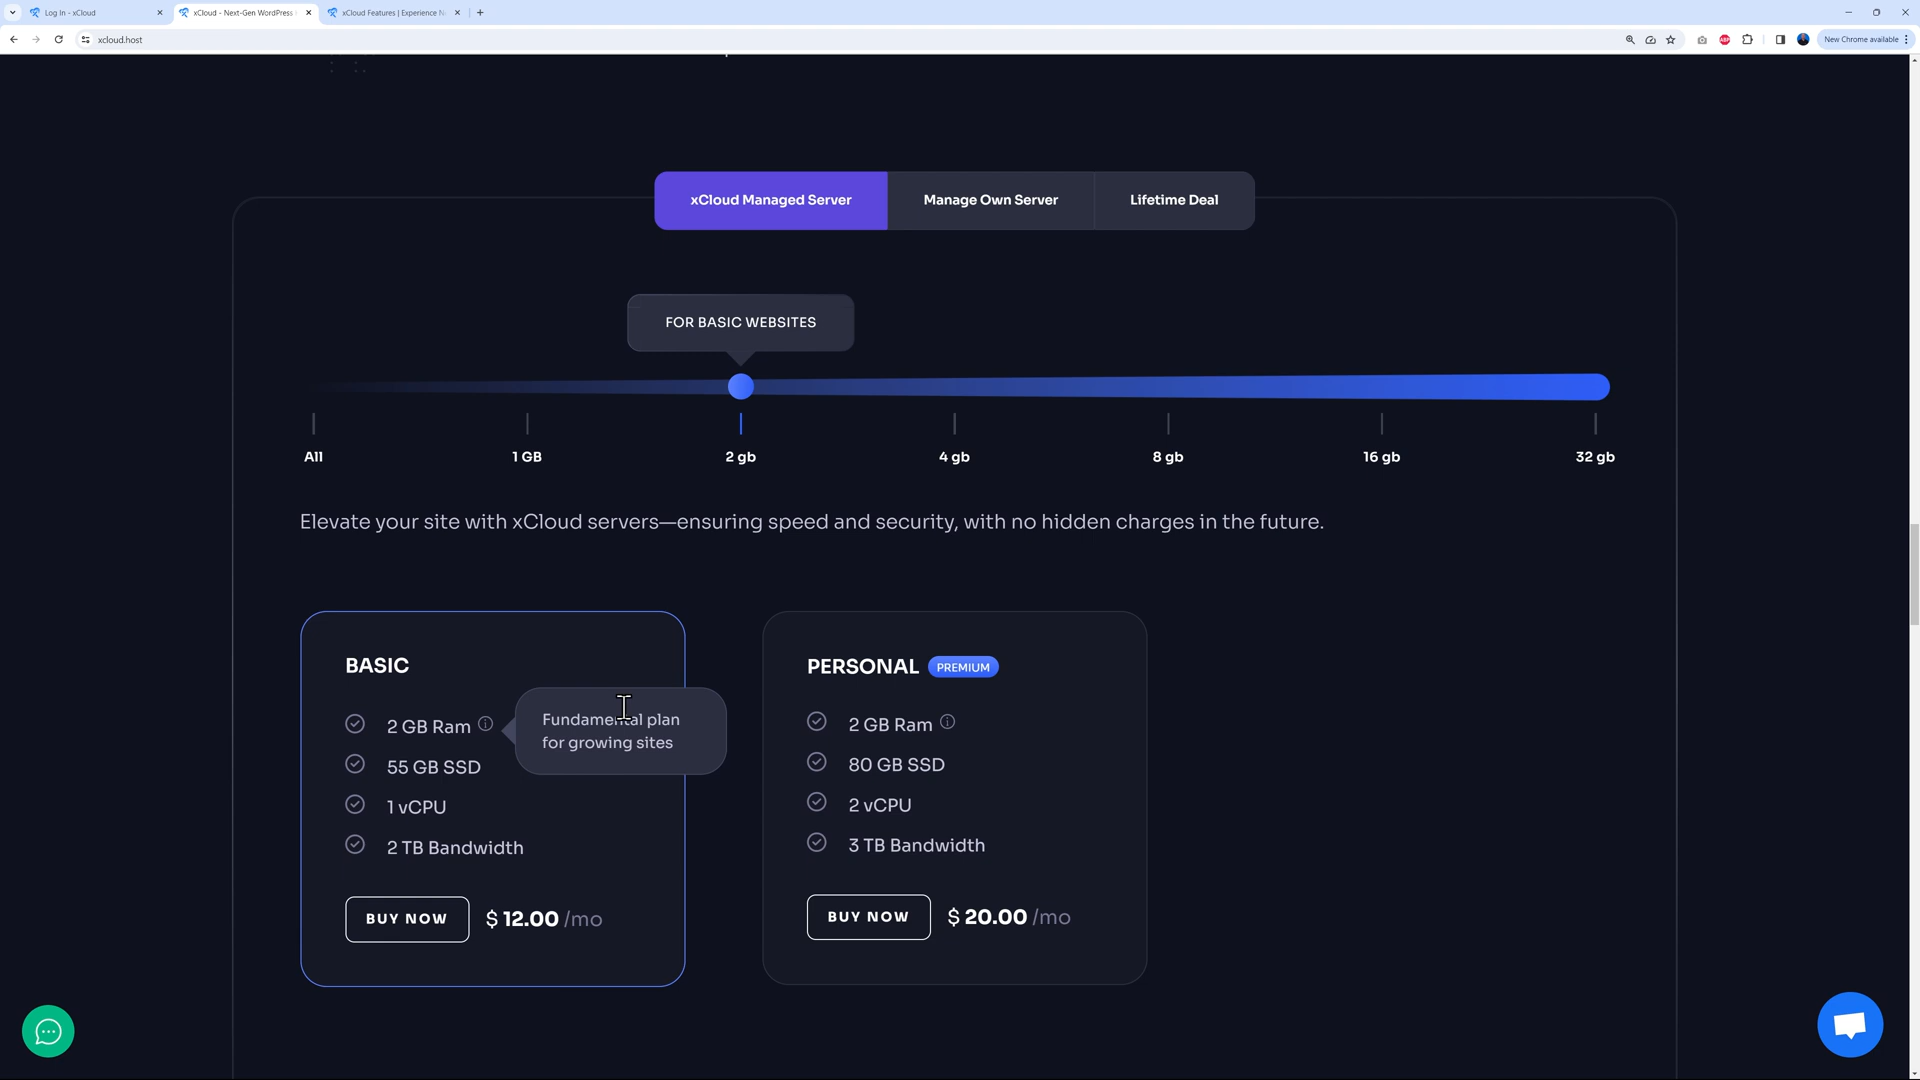 Log In - xCloud
xCloud - Next-Gen WordPress
xCloud Features | Experience N
xcloud.host
New Chrome available
xCloud Managed Server
Manage Own Server
Lifetime Deal
FOR BASIC WEBSITES
All
1 GB
2 gb
4 gb
8 gb
16 gb
32 gb
Elevate your site with xCloud servers—ensuring speed and security, with no hidden charges in the future.
BASIC
2 GB Ram
Fundamental plan
for growing sites
55 GB SSD
1 vCPU
2 TB Bandwidth
BUY NOW
$ 12.00 /mo
PERSONAL
PREMIUM
2 GB Ram
80 GB SSD
2 vCPU
3 TB Bandwidth
BUY NOW
$ 20.00 /mo